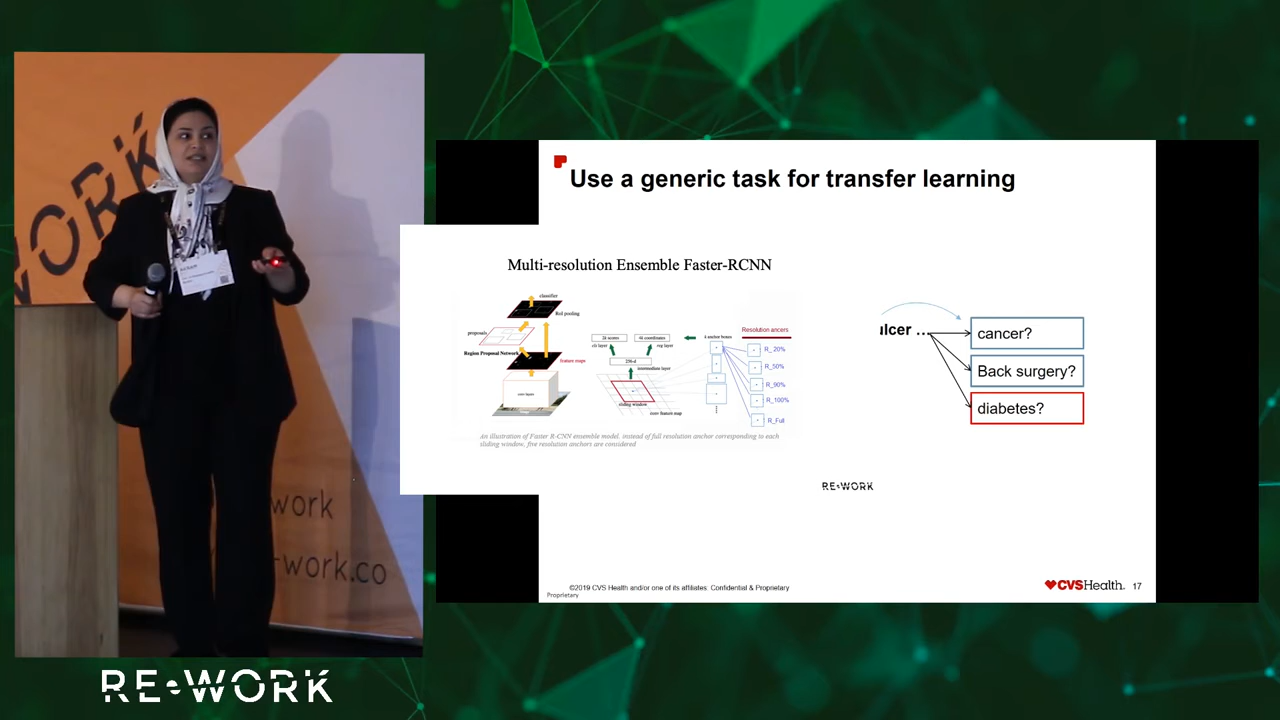 WORK
work
-work.co
RE•WORK
Use a generic task for transfer learning
Multi-resolution Ensemble Faster-RCNN
classifier
RoI pooling
proposals
Region Proposal Network
feature maps
conv layers
2k scores
4k coordinates
cls layer
reg layer
256-d
intermediate layer
sliding window
conv feature map
k anchor boxes
Resolution ancers
R_ 20%
R_50%
R_90%
R_100%
R_Full
An illustration of Faster R-CNN ensemble model, instead of full resolution anchor corresponding to each
sliding window, five resolution anchors are considered
ulcer …
cancer?
Back surgery?
diabetes?
RE•WORK
©2019 CVS Health and/or one of its affiliates: Confidential & Proprietary
Proprietary
CVSHealth.
17